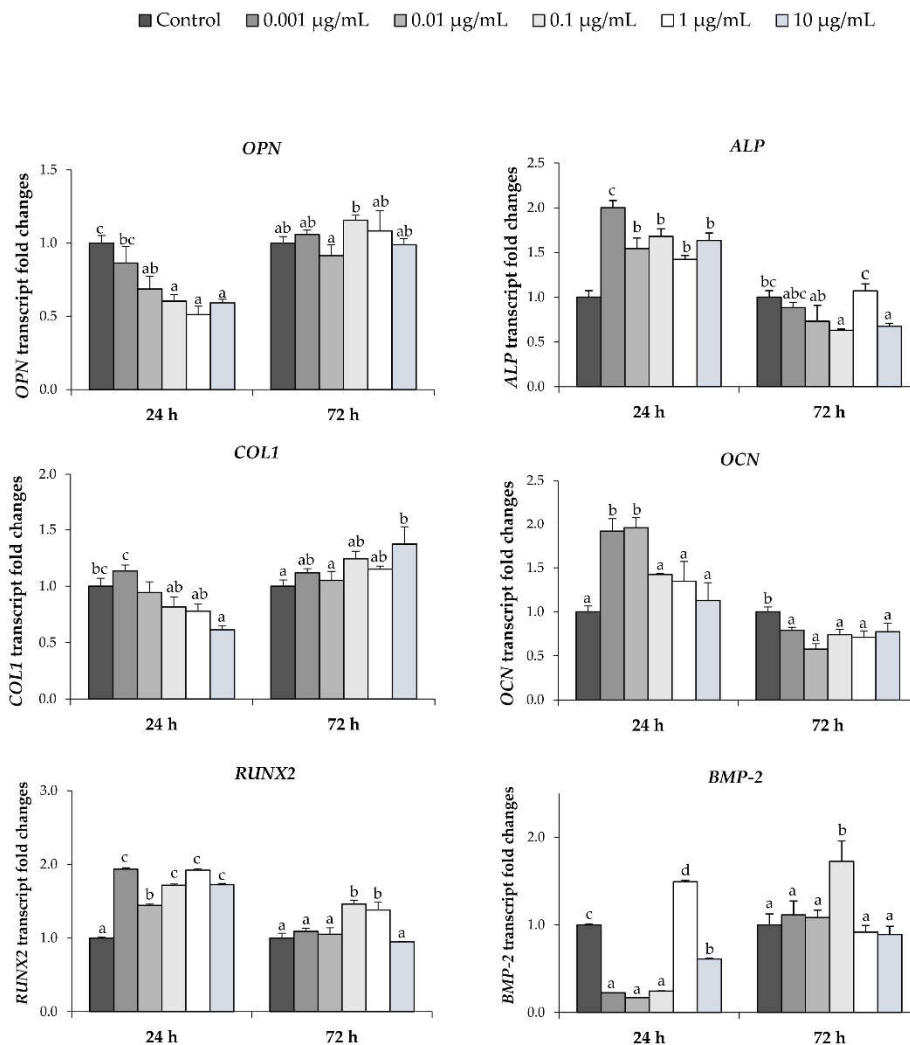 Control 0.001 µg/mL 0.01 µg/mL 0.1 µg/mL 1 µg/mL 10 µg/mL
OPN
OPN transcript fold changes
1.5
1.0
0.5
0.0
c bc ab a a a
ab ab a b ab ab
24 h 72 h
ALP
ALP transcript fold changes
2.5
2.0
1.5
1.0
0.5
0.0
c b b b b
bc abc ab a c a
24 h 72 h
COL1
COL1 transcript fold changes
2.0
1.5
1.0
0.5
0.0
bc c ab ab a
a ab a ab ab b
24 h 72 h
OCN
OCN transcript fold changes
2.5
2.0
1.5
1.0
0.5
0.0
a b b a a a
b a a a a a
24 h 72 h
RUNX2
RUNX2 transcript fold changes
3.0
2.0
1.0
0.0
a c b c c c
a a a b b a
24 h 72 h
BMP-2
BMP-2 transcript fold changes
2.0
1.0
0.0
c a a a d b
a a a b a a
24 h 72 h